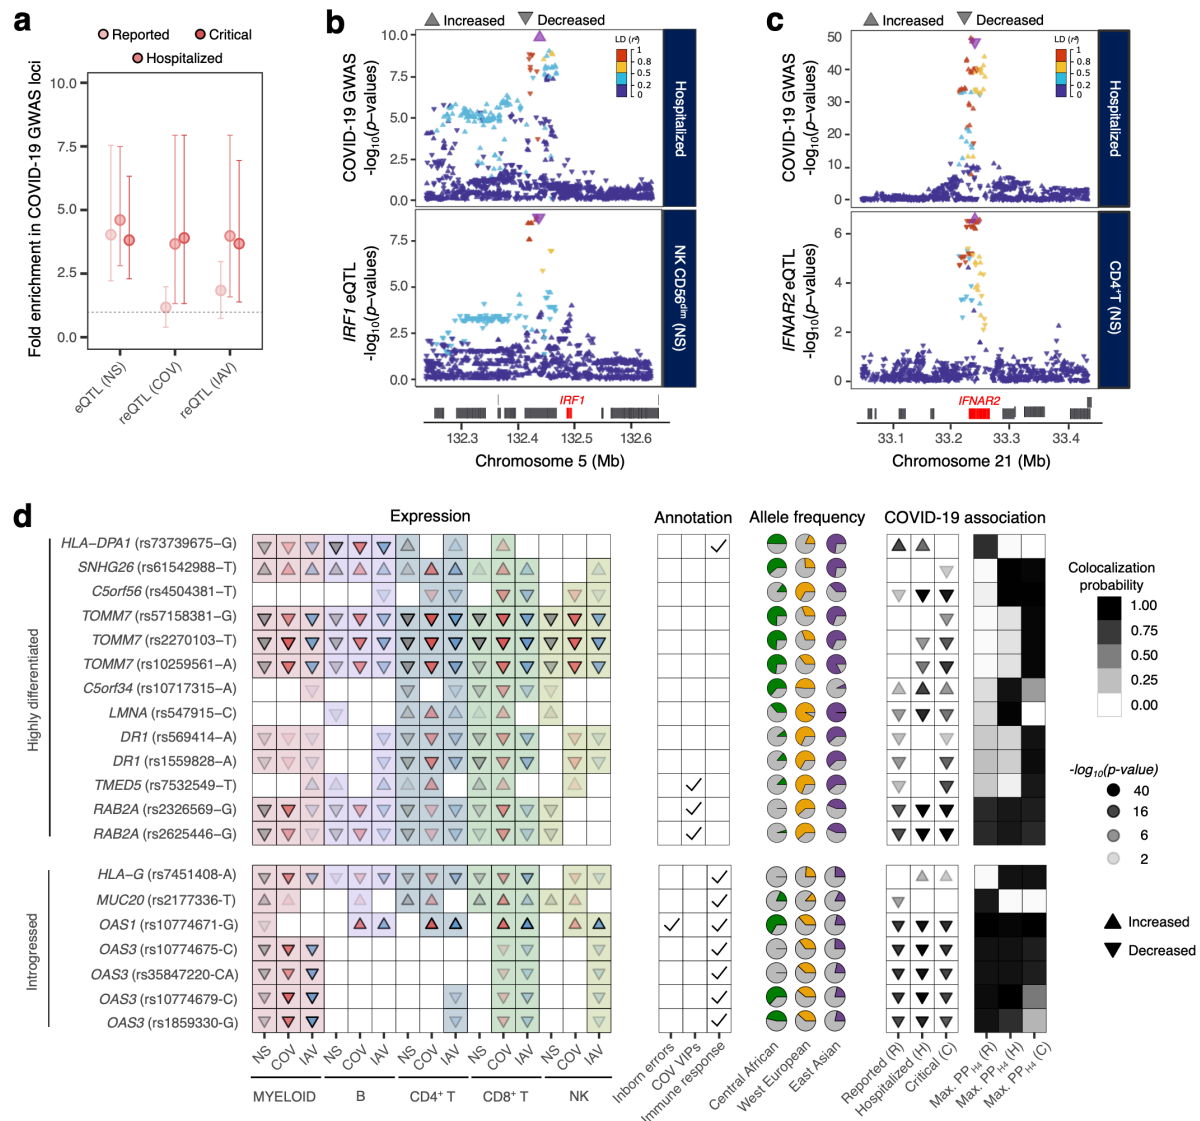 a
Reported
Critical
Hospitalized
Fold enrichment in COVID-19 GWAS loci
10.0
7.5
5.0
2.5
0.0
eQTL (NS)
reQTL (COV)
reQTL (IAV)
b
Increased
Decreased
COVID-19 GWAS
-log10(p-values)
10.0
7.5
5.0
2.5
0.0
LD (r²)
1
0.8
0.5
0.2
0
Hospitalized
IRF1 eQTL
-log10(p-values)
7.5
5.0
2.5
0.0
NK CD56dim (NS)
IRF1
132.3
132.4
132.5
132.6
Chromosome 5 (Mb)
c
Increased
Decreased
COVID-19 GWAS
-log10(p-values)
50
40
30
20
10
0
LD (r²)
1
0.8
0.5
0.2
0
Hospitalized
IFNAR2 eQTL
-log10(p-values)
6
4
2
0
CD4+T (NS)
IFNAR2
33.1
33.2
33.3
33.4
Chromosome 21 (Mb)
d
Expression
Annotation
Allele frequency
COVID-19 association
Highly differentiated
HLA−DPA1 (rs73739675−G)
SNHG26 (rs61542988−T)
C5orf56 (rs4504381−T)
TOMM7 (rs57158381−G)
TOMM7 (rs2270103−T)
TOMM7 (rs10259561−A)
C5orf34 (rs10717315−A)
LMNA (rs547915−C)
DR1 (rs569414−A)
DR1 (rs1559828−A)
TMED5 (rs7532549−T)
RAB2A (rs2326569−G)
RAB2A (rs2625446−G)
Introgressed
HLA−G (rs7451408-A)
MUC20 (rs2177336-T)
OAS1 (rs10774671-G)
OAS3 (rs10774675-C)
OAS3 (rs35847220-CA)
OAS3 (rs10774679-C)
OAS3 (rs1859330-G)
NS
COV
IAV
NS
COV
IAV
NS
COV
IAV
NS
COV
IAV
NS
COV
IAV
MYELOID
B
CD4+ T
CD8+ T
NK
Inborn errors
COV VIPs
Immune response
Central African
West European
East Asian
Reported (R)
Hospitalized (H)
Critical (C)
Max. PPH4 (R)
Max. PPH4 (H)
Max. PPH4 (C)
Colocalization
probability
1.00
0.75
0.50
0.25
0.00
-log10(p-value)
40
16
6
2
Increased
Decreased